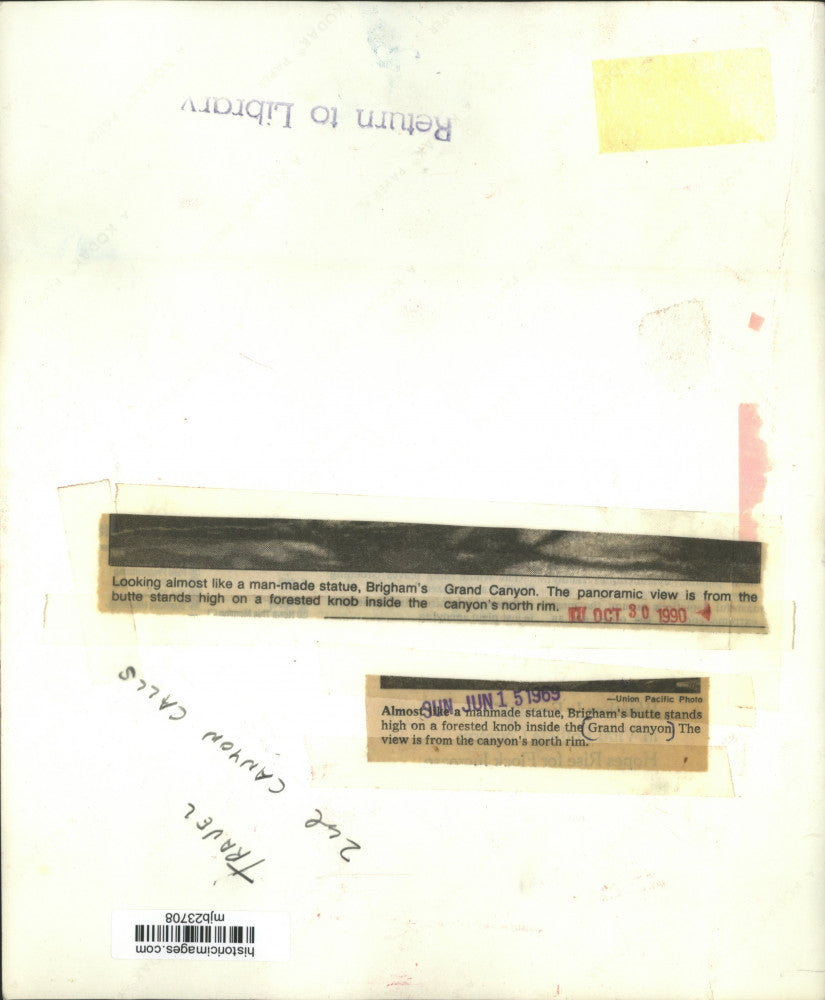 Return to Library
Looking almost like a man-made statue, Brigham's
butte stands high on a forested knob inside the
Grand Canyon. The panoramic view is from the
canyon's north rim.
OCT 30 1990
—Union Pacific Photo
SUN JUN 15 1969
Almost like a manmade statue, Brigham's butte stands
high on a forested knob inside the Grand canyon. The
view is from the canyon's north rim.
TRAVEL
CANYON CALLS
historicimages.com
mjb23708